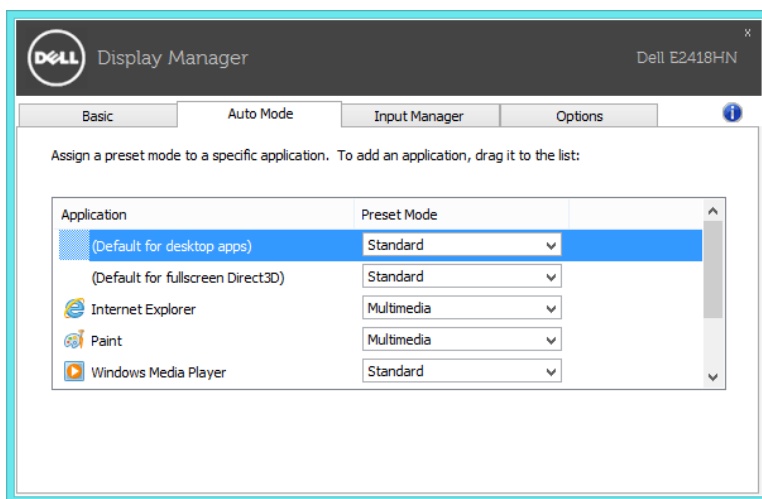 x
DELL Display Manager Dell E2418HN
Basic Auto Mode Input Manager Options i
Assign a preset mode to a specific application. To add an application, drag it to the list:
Application Preset Mode
(Default for desktop apps) Standard
(Default for fullscreen Direct3D) Standard
Internet Explorer Multimedia
Paint Multimedia
Windows Media Player Standard